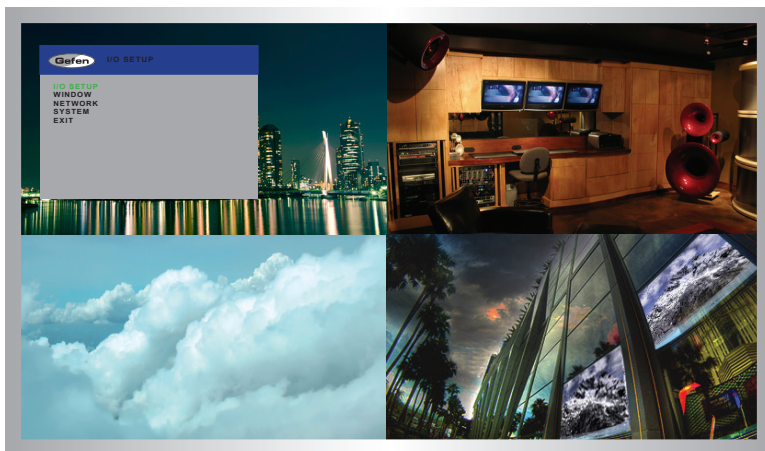 Gefen I/O SETUP
I/O SETUP
WINDOW
NETWORK
SYSTEM
EXIT